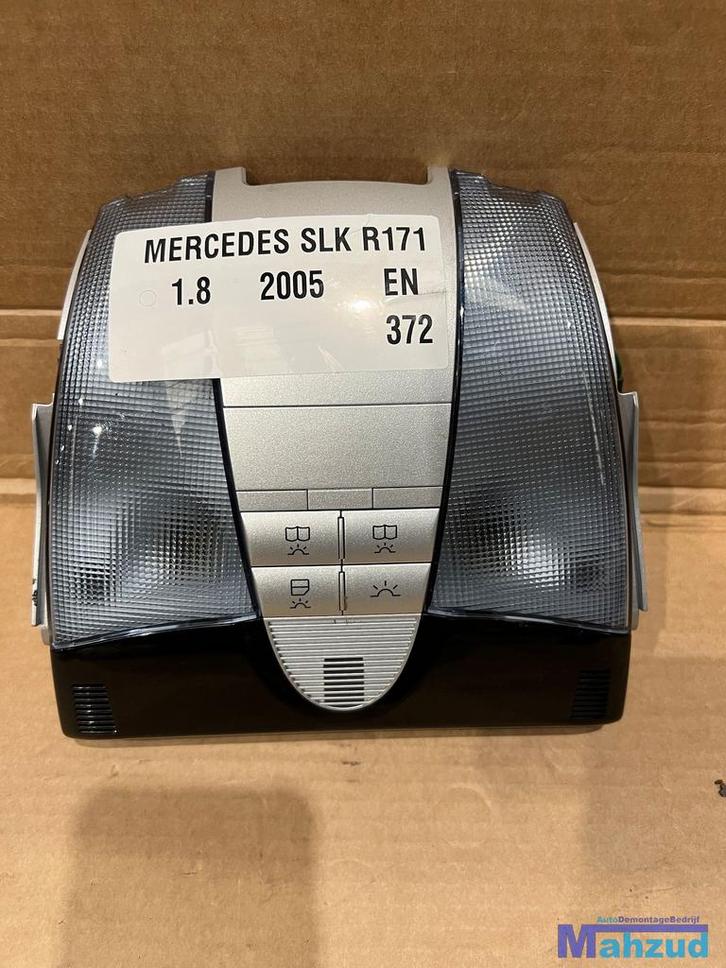 MERCEDES SLK R171
1.8 2005 EN
372
AutoDemontageBedrijf
Mahzud